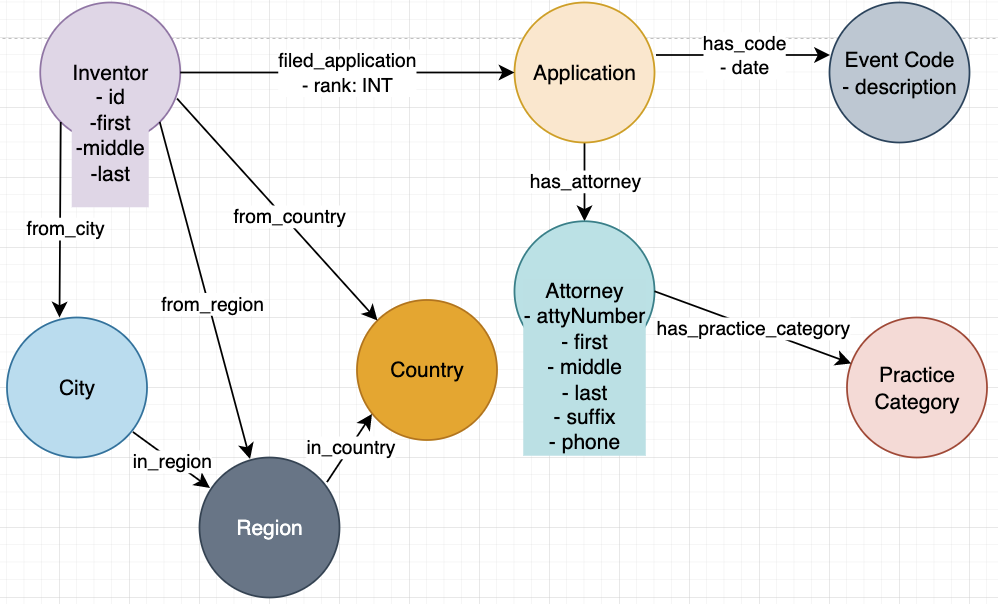 Inventor
- id
-first
-middle
-last
filed_application
- rank: INT
Application
has_code
- date
Event Code
- description
has_attorney
from_city
from_country
from_region
Attorney
- attyNumber
- first
- middle
- last
- suffix
- phone
has_practice_category
Practice
Category
City
Country
in_region
in_country
Region